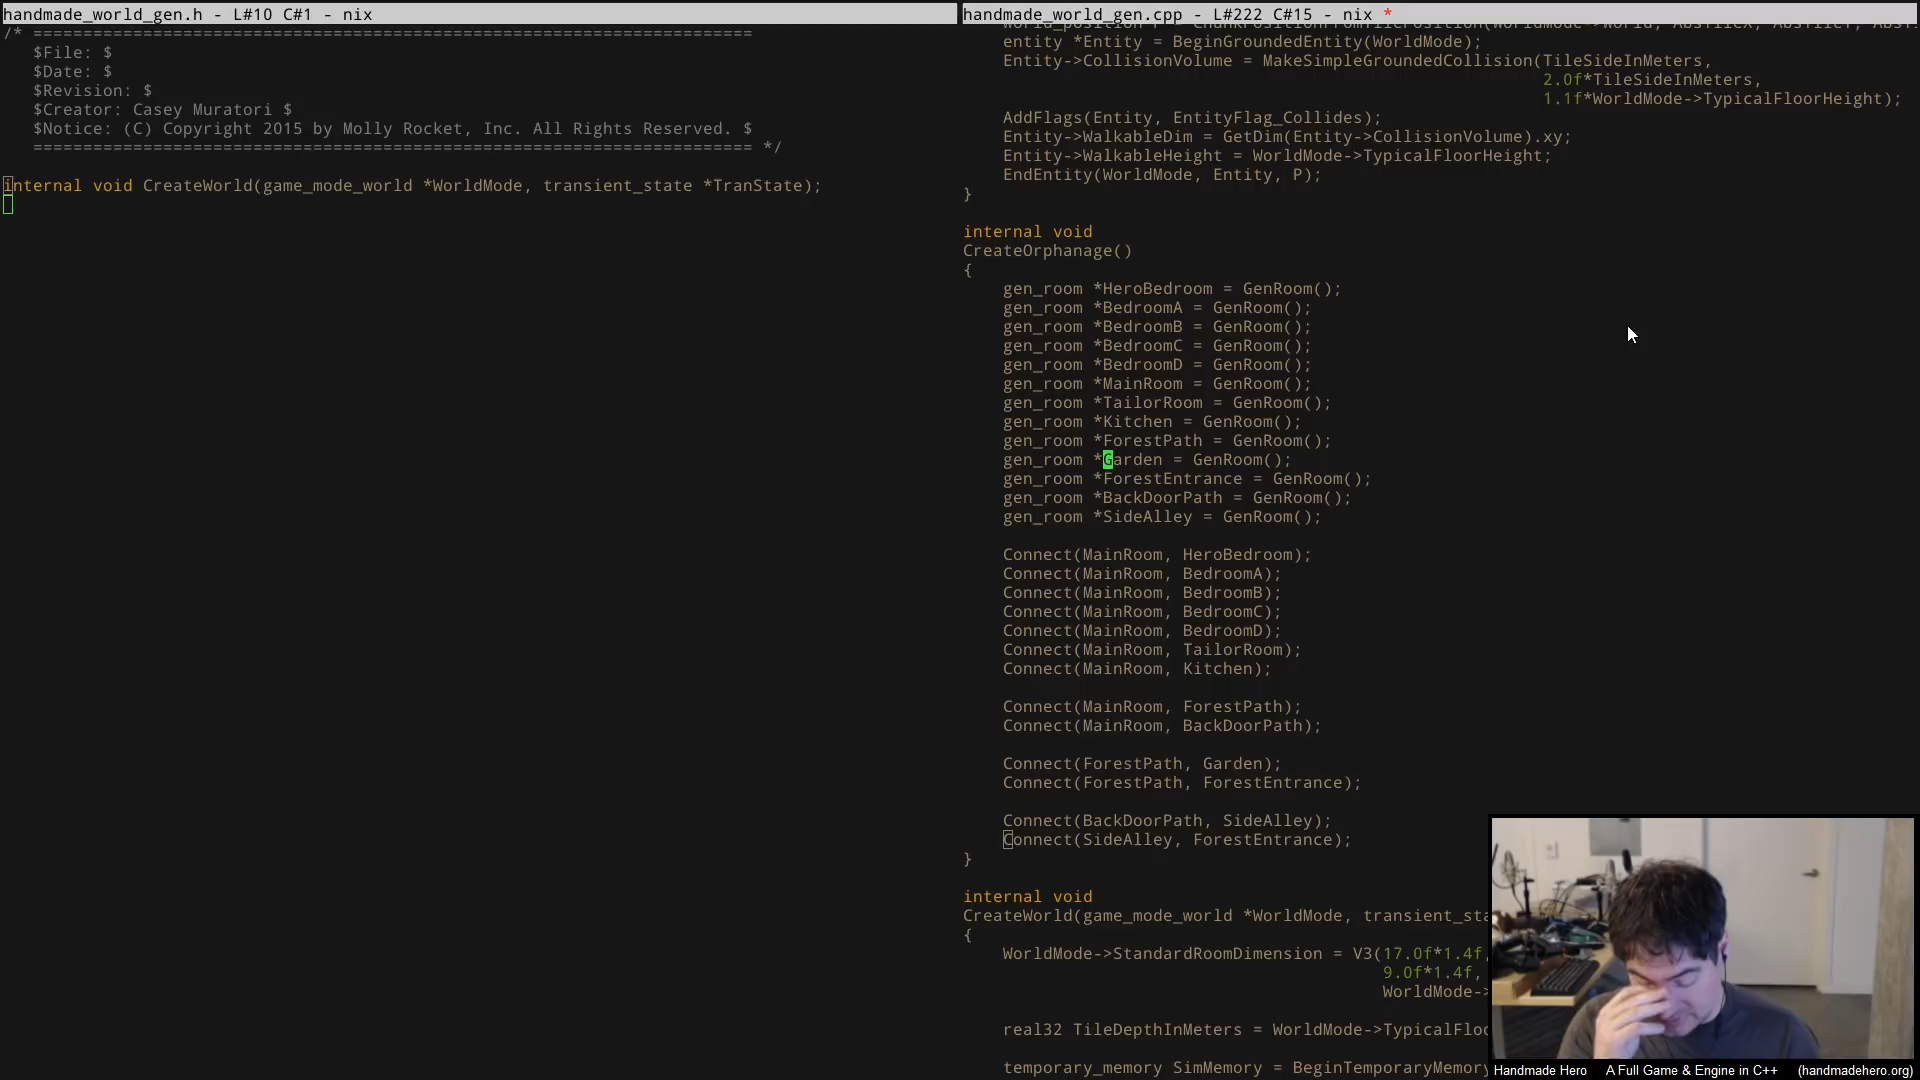 handmade_world_gen.h - L#10 C#1 - nix
/* ========================================================================
$File: $
$Date: $
$Revision: $
$Creator: Casey Muratori $
$Notice: (C) Copyright 2015 by Molly Rocket, Inc. All Rights Reserved. $
======================================================================== */
internal void CreateWorld(game_mode_world *WorldMode, transient_state *TranState);
handmade_world_gen.cpp - L#222 C#15 - nix *
entity *Entity = BeginGroundedEntity(WorldMode);
Entity->CollisionVolume = MakeSimpleGroundedCollision(TileSideInMeters,
2.0f*TileSideInMeters,
1.1f*WorldMode->TypicalFloorHeight);
AddFlags(Entity, EntityFlag_Collides);
Entity->WalkableDim = GetDim(Entity->CollisionVolume).xy;
Entity->WalkableHeight = WorldMode->TypicalFloorHeight;
EndEntity(WorldMode, Entity, P);
}
internal void
CreateOrphanage()
{
gen_room *HeroBedroom = GenRoom();
gen_room *BedroomA = GenRoom();
gen_room *BedroomB = GenRoom();
gen_room *BedroomC = GenRoom();
gen_room *BedroomD = GenRoom();
gen_room *MainRoom = GenRoom();
gen_room *TailorRoom = GenRoom();
gen_room *Kitchen = GenRoom();
gen_room *ForestPath = GenRoom();
gen_room *Garden = GenRoom();
gen_room *ForestEntrance = GenRoom();
gen_room *BackDoorPath = GenRoom();
gen_room *SideAlley = GenRoom();
Connect(MainRoom, HeroBedroom);
Connect(MainRoom, BedroomA);
Connect(MainRoom, BedroomB);
Connect(MainRoom, BedroomC);
Connect(MainRoom, BedroomD);
Connect(MainRoom, TailorRoom);
Connect(MainRoom, Kitchen);
Connect(MainRoom, ForestPath);
Connect(MainRoom, BackDoorPath);
Connect(ForestPath, Garden);
Connect(ForestPath, ForestEntrance);
Connect(BackDoorPath, SideAlley);
Connect(SideAlley, ForestEntrance);
}
internal void
CreateWorld(game_mode_world *WorldMode, transient_sta
{
WorldMode->StandardRoomDimension = V3(17.0f*1.4f,
9.0f*1.4f,
WorldMode->
real32 TileDepthInMeters = WorldMode->TypicalFloo
temporary_memory SimMemory = BeginTemporaryMemory
Handmade Hero A Full Game & Engine in C++ (handmadehero.org)